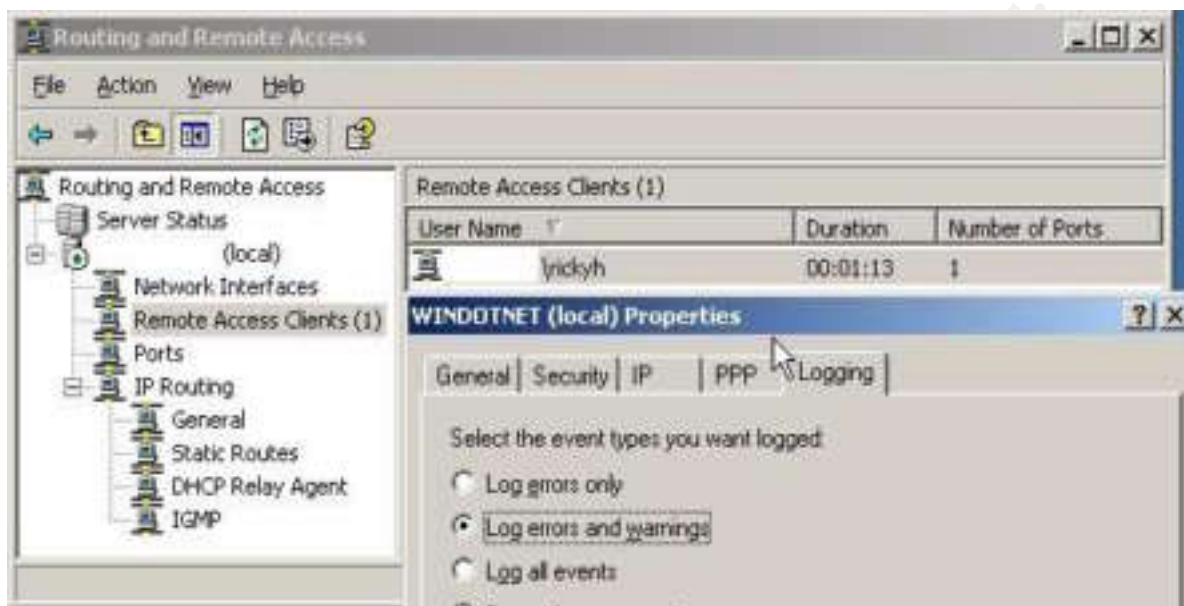 Routing and Remote Access
File Action View Help
Routing and Remote Access
Server Status
(local)
Network Interfaces
Remote Access Clients (1)
Ports
IP Routing
General
Static Routes
DHCP Relay Agent
IGMP
Remote Access Clients (1)
User Name Duration Number of Ports
\rickyh 00:01:13 1
WINDOTNET (local) Properties
General Security IP PPP Logging
Select the event types you want logged:
Log errors only
Log errors and warnings
Log all events